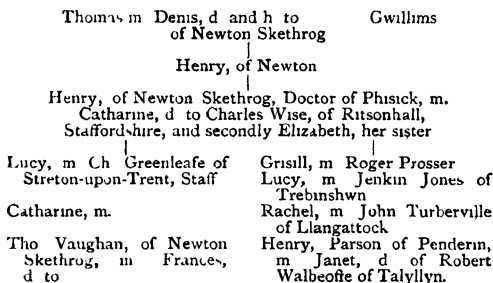 Thomas m Denis, d and h to Gwillims
of Newton Skethrog
Henry, of Newton
Henry, of Newton Skethrog, Doctor of Phisick, m.
Catharine, d to Charles Wise, of Ritsonhall,
Staffordshire, and secondly Elizabeth, her sister
Lucy, m Ch Greenleafe of
Streton-upon-Trent, Staff
Catharine, m.
Tho Vaughan, of Newton
Skethrog, m Frances,
d to
Grisill, m Roger Prosser
Lucy, m Jenkin Jones of
Trebinshwn
Rachel, m John Turberville
of Llangattock
Henry, Parson of Penderin,
m Janet, d of Robert
Walbeoffe of Talyllyn.